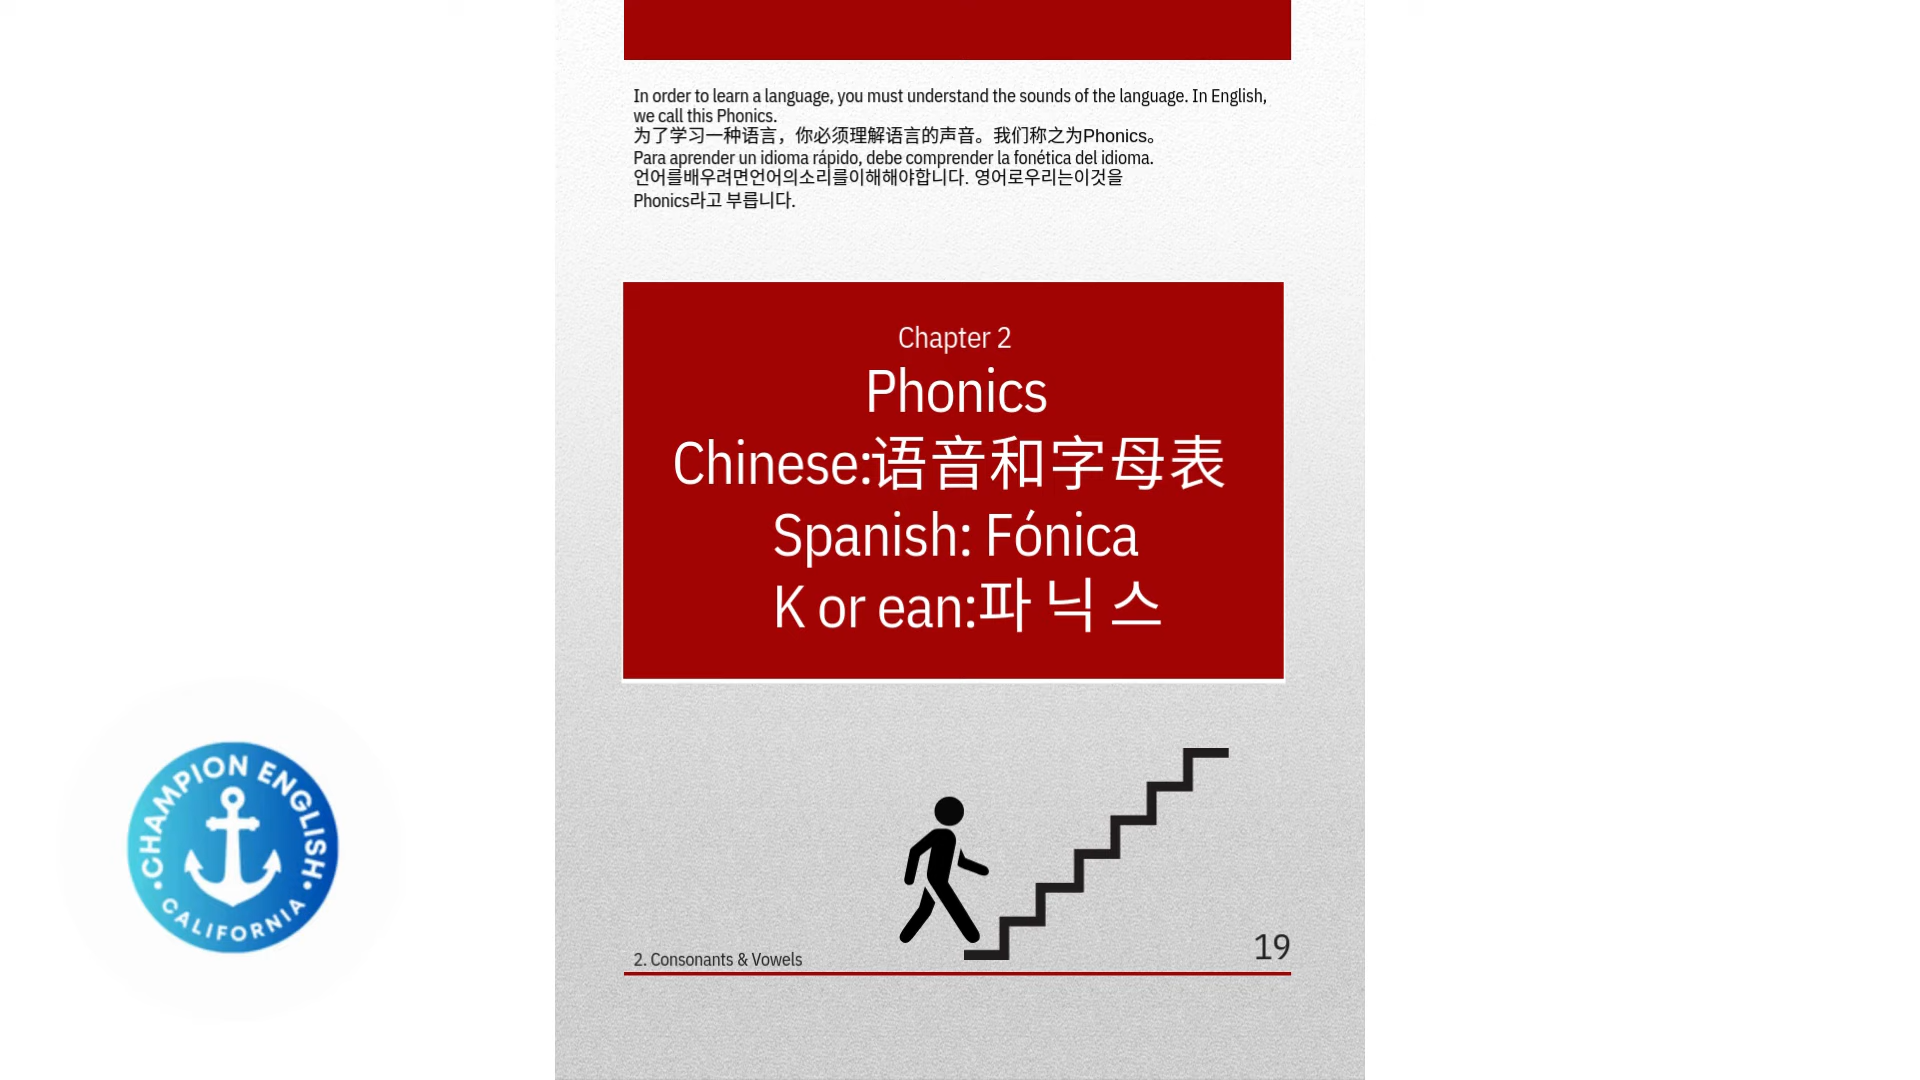 In order to learn a language, you must understand the sounds of the language. In English,
we call this Phonics.
为了学习一种语言，你必须理解语言的声音。我们称之为Phonics。
Para aprender un idioma rápido, debe comprender la fonética del idioma.
언어를배우려면언어의소리를이해해야합니다. 영어로우리는이것을
Phonics라고 부릅니다.
Chapter 2
Phonics
Chinese:语音和字母表
Spanish: Fónica
K or ean:파 닉 스
CHAMPION ENGLISH
CALIFORNIA
2. Consonants & Vowels
19